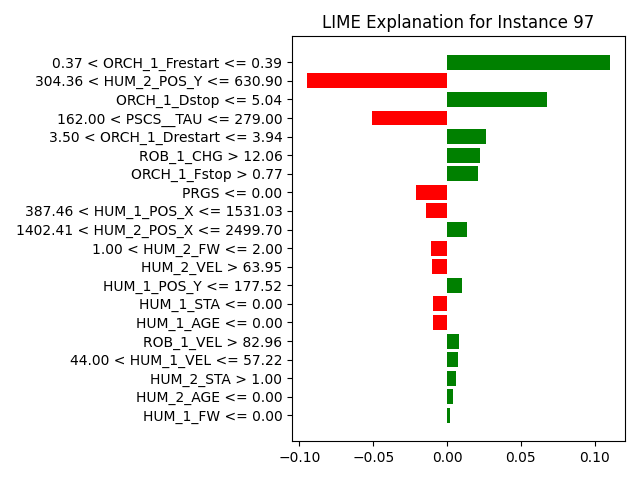 LIME Explanation for Instance 97
0.37 < ORCH_1_Frestart <= 0.39
304.36 < HUM_2_POS_Y <= 630.90
ORCH_1_Dstop <= 5.04
162.00 < PSCS__TAU <= 279.00
3.50 < ORCH_1_Drestart <= 3.94
ROB_1_CHG > 12.06
ORCH_1_Fstop > 0.77
PRGS <= 0.00
387.46 < HUM_1_POS_X <= 1531.03
1402.41 < HUM_2_POS_X <= 2499.70
1.00 < HUM_2_FW <= 2.00
HUM_2_VEL > 63.95
HUM_1_POS_Y <= 177.52
HUM_1_STA <= 0.00
HUM_1_AGE <= 0.00
ROB_1_VEL > 82.96
44.00 < HUM_1_VEL <= 57.22
HUM_2_STA > 1.00
HUM_2_AGE <= 0.00
HUM_1_FW <= 0.00
−0.10 −0.05 0.00 0.05 0.10